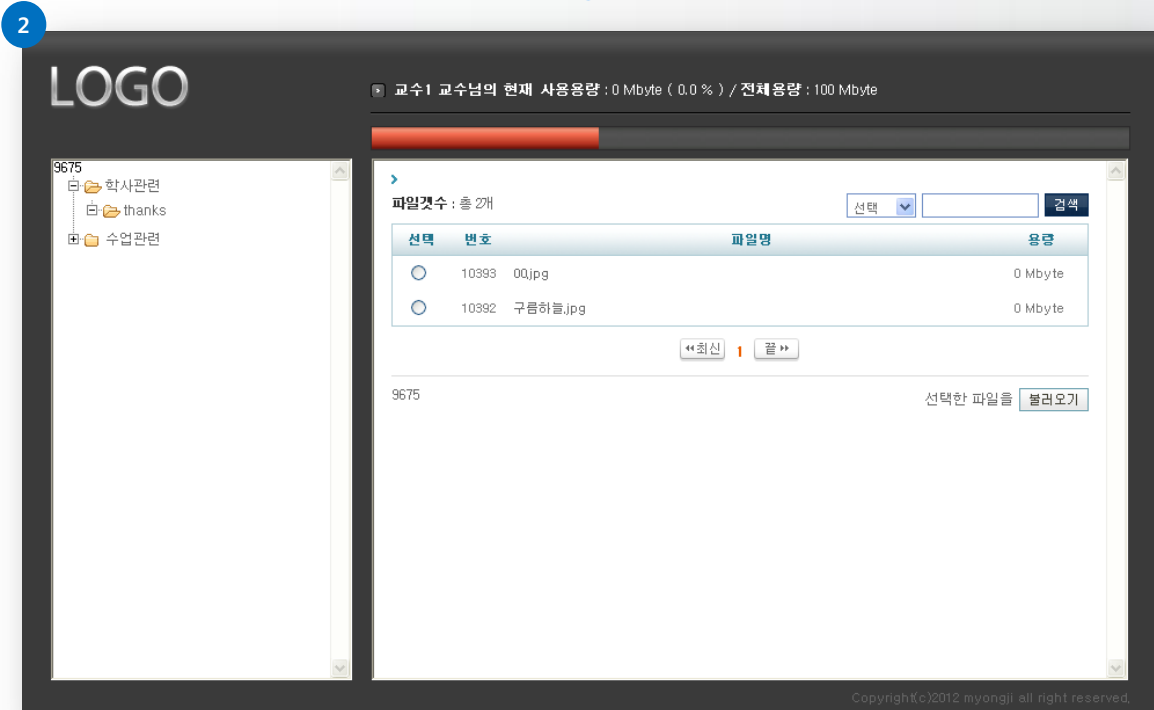 2
LOGO
교수1 교수님의 현재 사용용량 : 0 Mbyte ( 0.0 % ) / 전체용량 : 100 Mbyte
9675
학사관련
thanks
수업관련
파일갯수 : 총 2개
선택
검색
선택 번호 파일명 용량
10393 00.jpg 0 Mbyte
10392 구름하늘.jpg 0 Mbyte
최신 1 끝
9675
선택한 파일을 불러오기
Copyright(c)2012 myongji all right reserved.